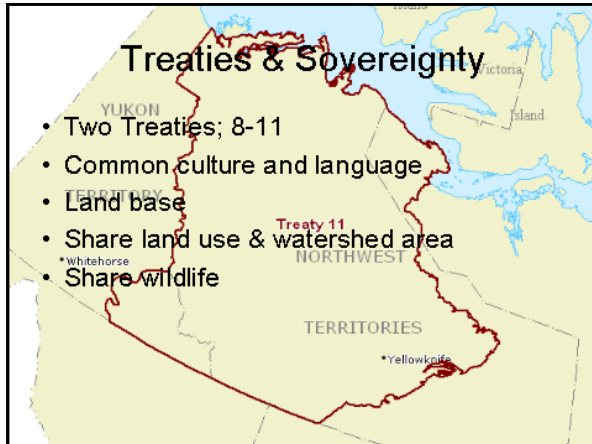 Treaties & Sovereignty
Victoria
Island
YUKON
• Two Treaties; 8-11
• Common culture and language
TERRITORY
• Land base
Treaty 11
• Share land use & watershed area
NORTHWEST
Whitehorse
• Share wildlife
TERRITORIES
Yellowknife